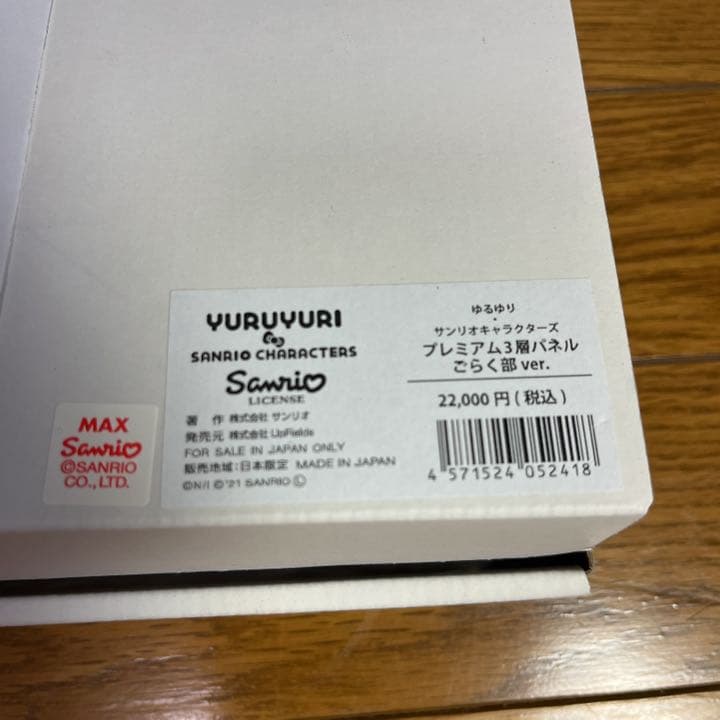 YURUYURI
SANRIO CHARACTERS
Sanrio
LICENSE
著 作 株式会社 サンリオ
発売元 株式会社 UpFields
FOR SALE IN JAPAN ONLY
販売地域:日本限定 MADE IN JAPAN
©N/I ©'21 SANRIO Ⓛ
ゆるゆり
・
サンリオキャラクターズ
プレミアム3層パネル
ごらく部 ver.
22,000 円 ( 税込 )
4 571524 052418
MAX
Sanrio
©SANRIO
CO., LTD.